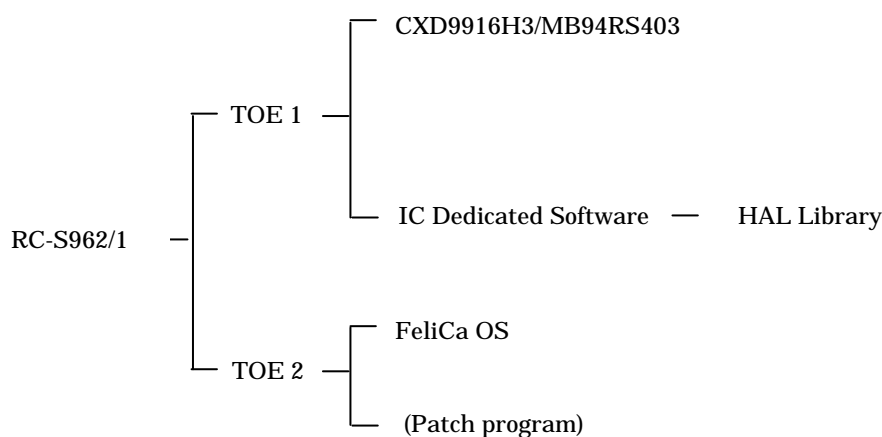 CXD9916H3/MB94RS403
TOE 1
IC Dedicated Software — HAL Library
RC-S962/1
FeliCa OS
TOE 2
(Patch program)